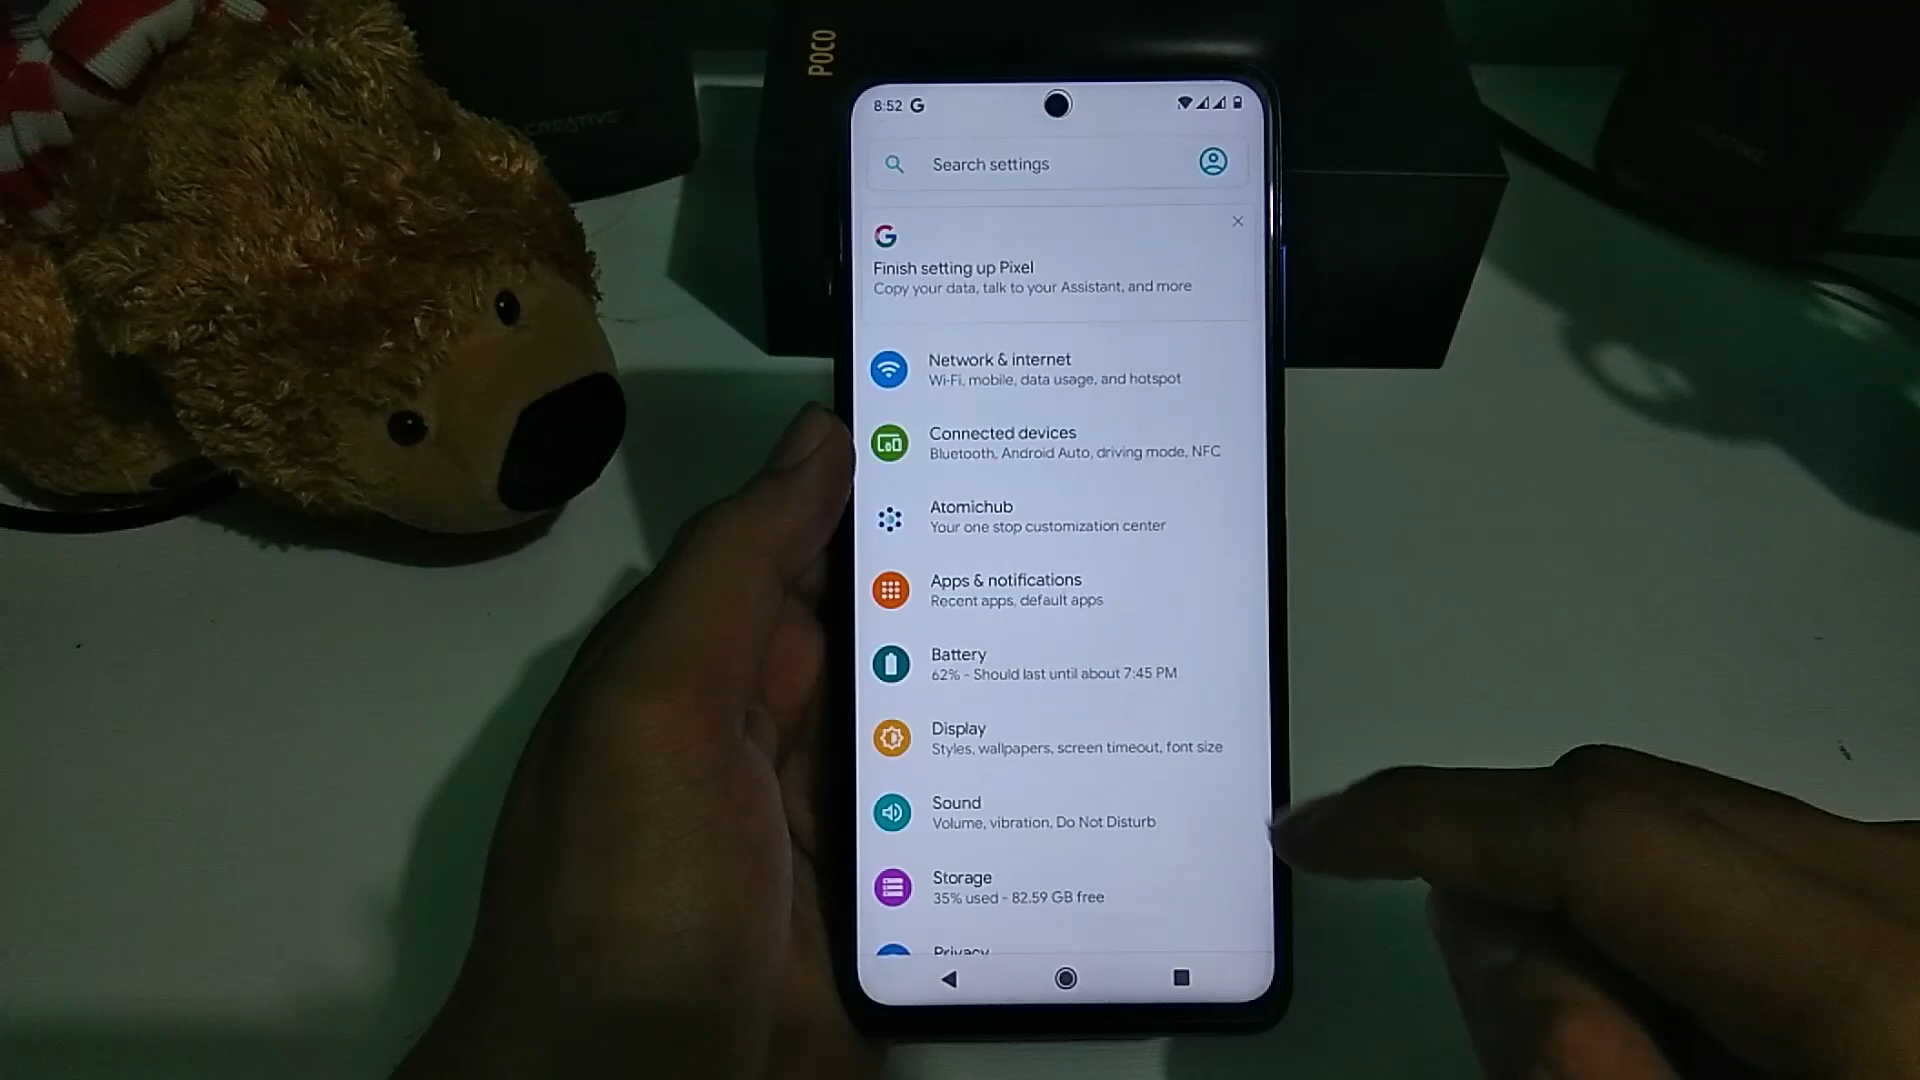 POCO
CREATIVE
8:52
Search settings
Finish setting up Pixel
Copy your data, talk to your Assistant, and more
Network & internet
Wi-Fi, mobile, data usage, and hotspot
Connected devices
Bluetooth, Android Auto, driving mode, NFC
Atomichub
Your one stop customization center
Apps & notifications
Recent apps, default apps
Battery
62% - Should last until about 7:45 PM
Display
Styles, wallpapers, screen timeout, font size
Sound
Volume, vibration, Do Not Disturb
Storage
35% used - 82.59 GB free
Privacy